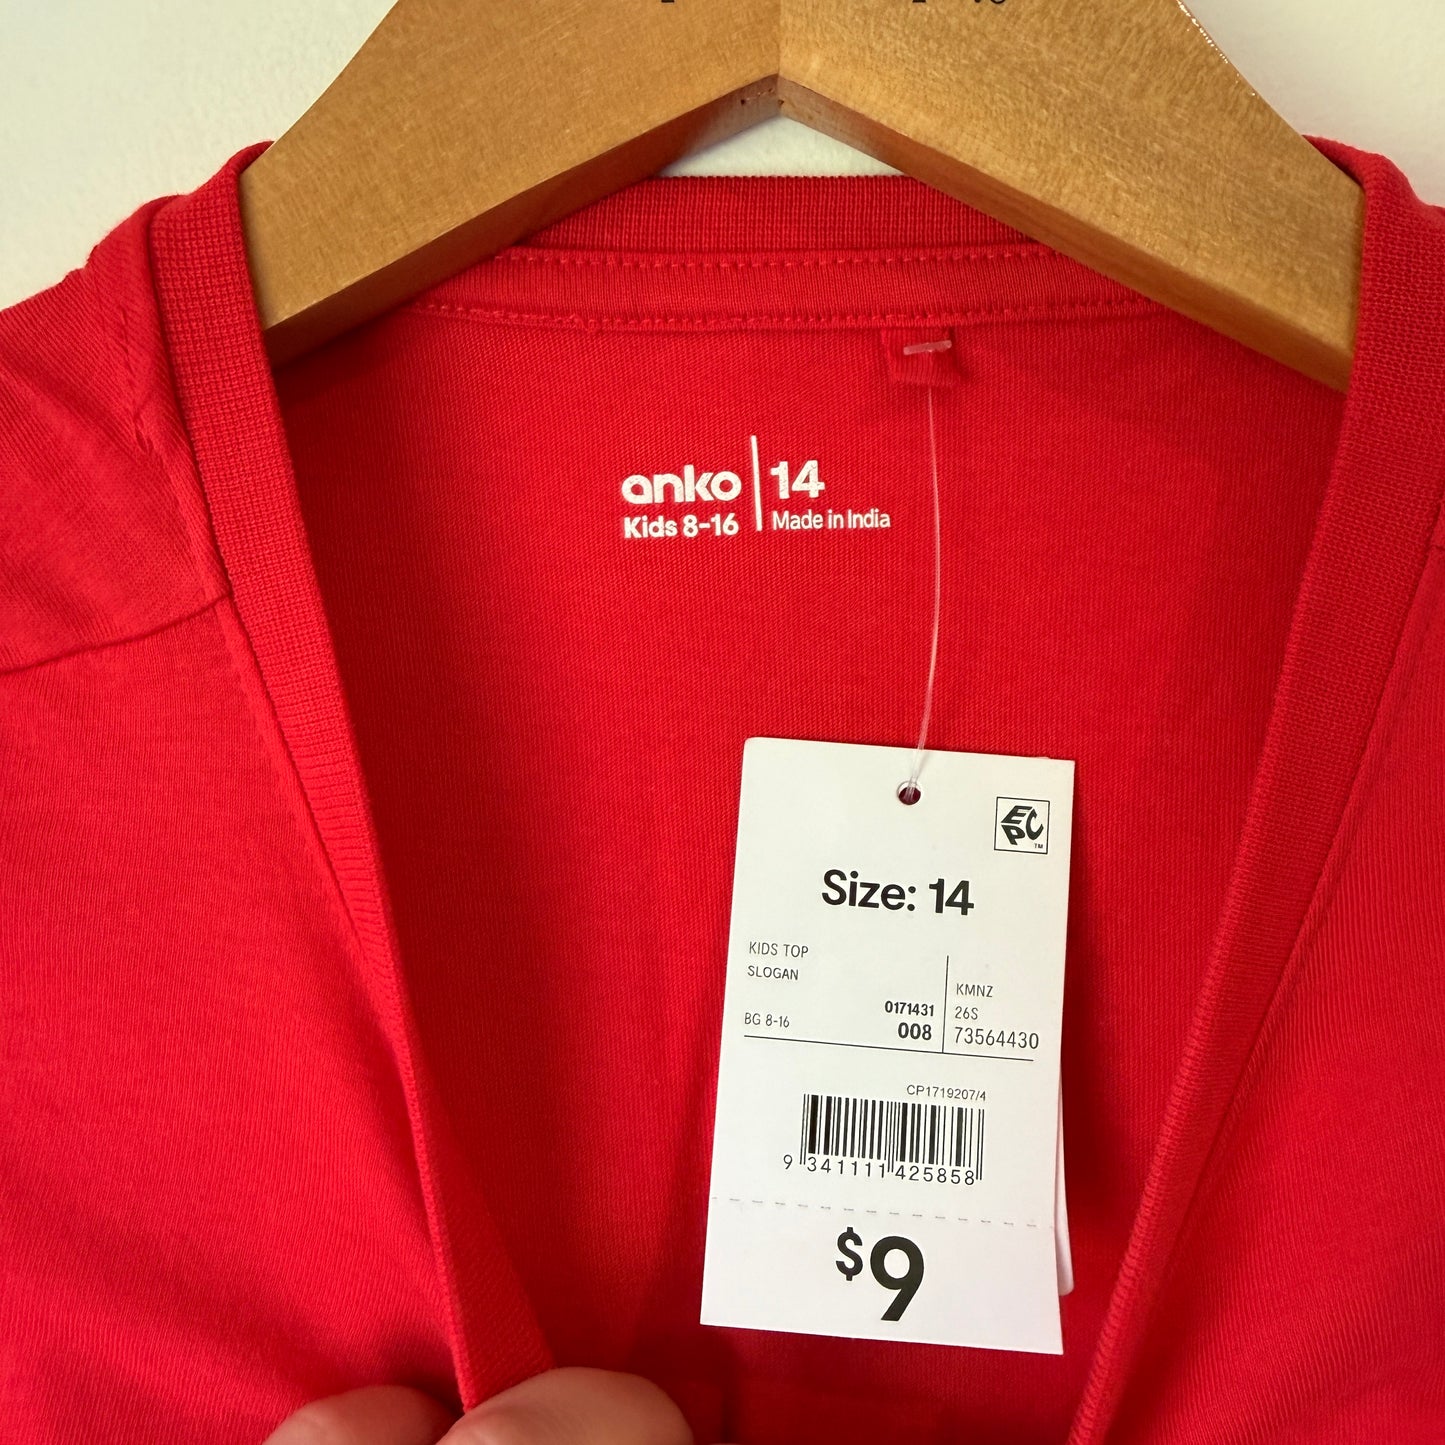 anko 14
Kids 8-16 Made in India
EPC
TM
Size: 14
KIDS TOP
SLOGAN
KMNZ
0171431 26S
BG 8-16 008 73564430
CP1719207/4
9 341111 425858
$9